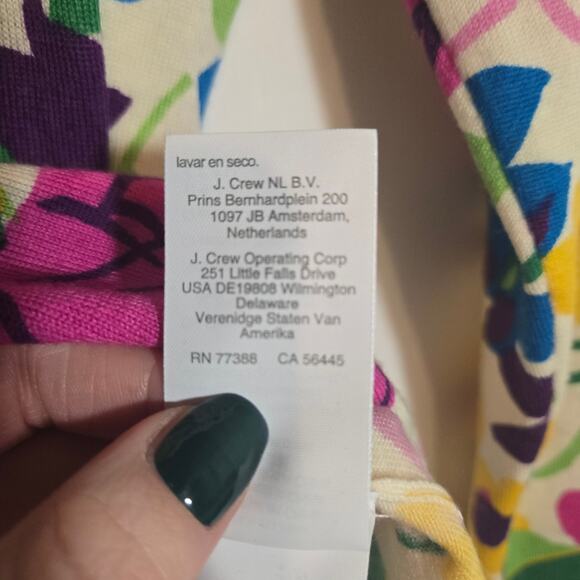 lavar en seco.
J. Crew NL B.V.
Prins Bernhardplein 200
1097 JB Amsterdam,
Netherlands
J. Crew Operating Corp
251 Little Falls Drive
USA DE19808 Wilmington
Delaware
Verenidge Staten Van
Amerika
RN 77388 CA 56445